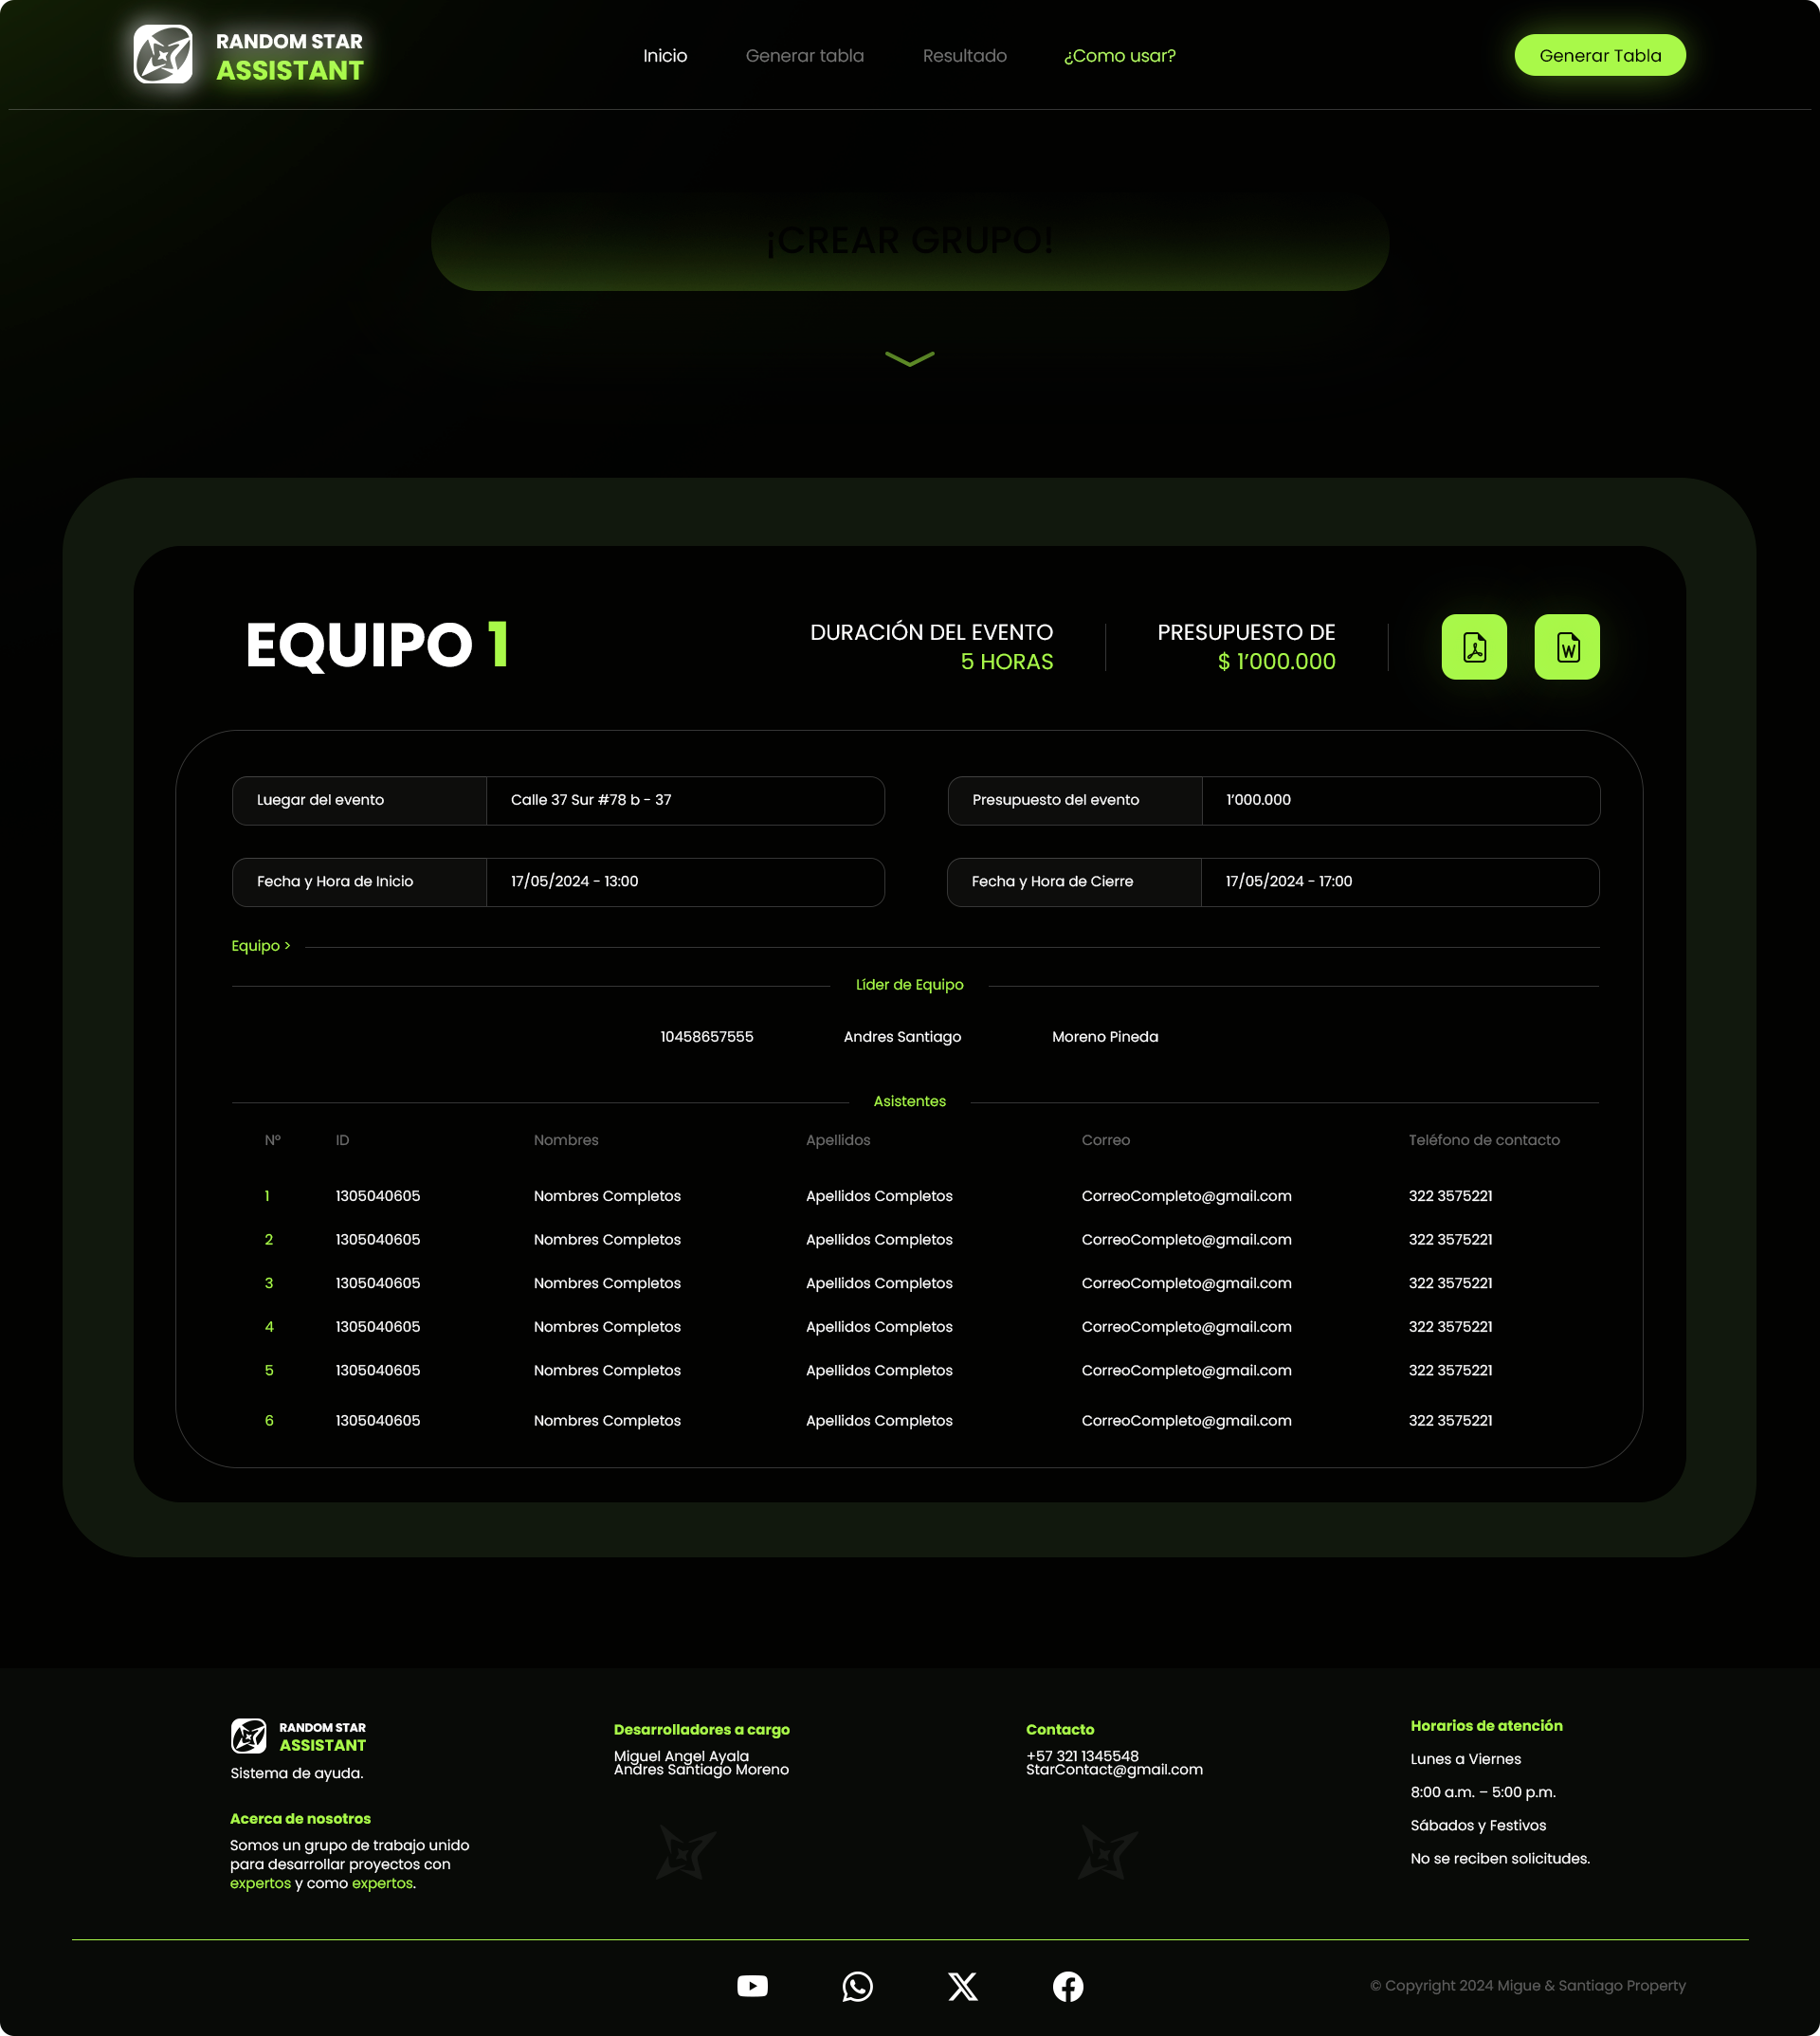 RANDOM STAR
ASSISTANT
Inicio
Generar tabla
Resultado
¿Como usar?
Generar Tabla
¡CREAR GRUPO!
EQUIPO 1
DURACIÓN DEL EVENTO
5 HORAS
PRESUPUESTO DE
$ 1’000.000
W
Luegar del evento
Calle 37 Sur #78 b - 37
Presupuesto del evento
1’000.000
Fecha y Hora de Inicio
17/05/2024 - 13:00
Fecha y Hora de Cierre
17/05/2024 - 17:00
Equipo >
Líder de Equipo
10458657555 Andres Santiago Moreno Pineda
Asistentes
N° ID Nombres Apellidos Correo Teléfono de contacto
1 1305040605 Nombres Completos Apellidos Completos CorreoCompleto@gmail.com 322 3575221
2 1305040605 Nombres Completos Apellidos Completos CorreoCompleto@gmail.com 322 3575221
3 1305040605 Nombres Completos Apellidos Completos CorreoCompleto@gmail.com 322 3575221
4 1305040605 Nombres Completos Apellidos Completos CorreoCompleto@gmail.com 322 3575221
5 1305040605 Nombres Completos Apellidos Completos CorreoCompleto@gmail.com 322 3575221
6 1305040605 Nombres Completos Apellidos Completos CorreoCompleto@gmail.com 322 3575221
RANDOM STAR
ASSISTANT
Sistema de ayuda.
Acerca de nosotros
Somos un grupo de trabajo unido
para desarrollar proyectos con
expertos y como expertos.
Desarrolladores a cargo
Miguel Angel Ayala
Andres Santiago Moreno
Contacto
+57 321 1345548
StarContact@gmail.com
Horarios de atención
Lunes a Viernes
8:00 a.m. – 5:00 p.m.
Sábados y Festivos
No se reciben solicitudes.
© Copyright 2024 Migue & Santiago Property